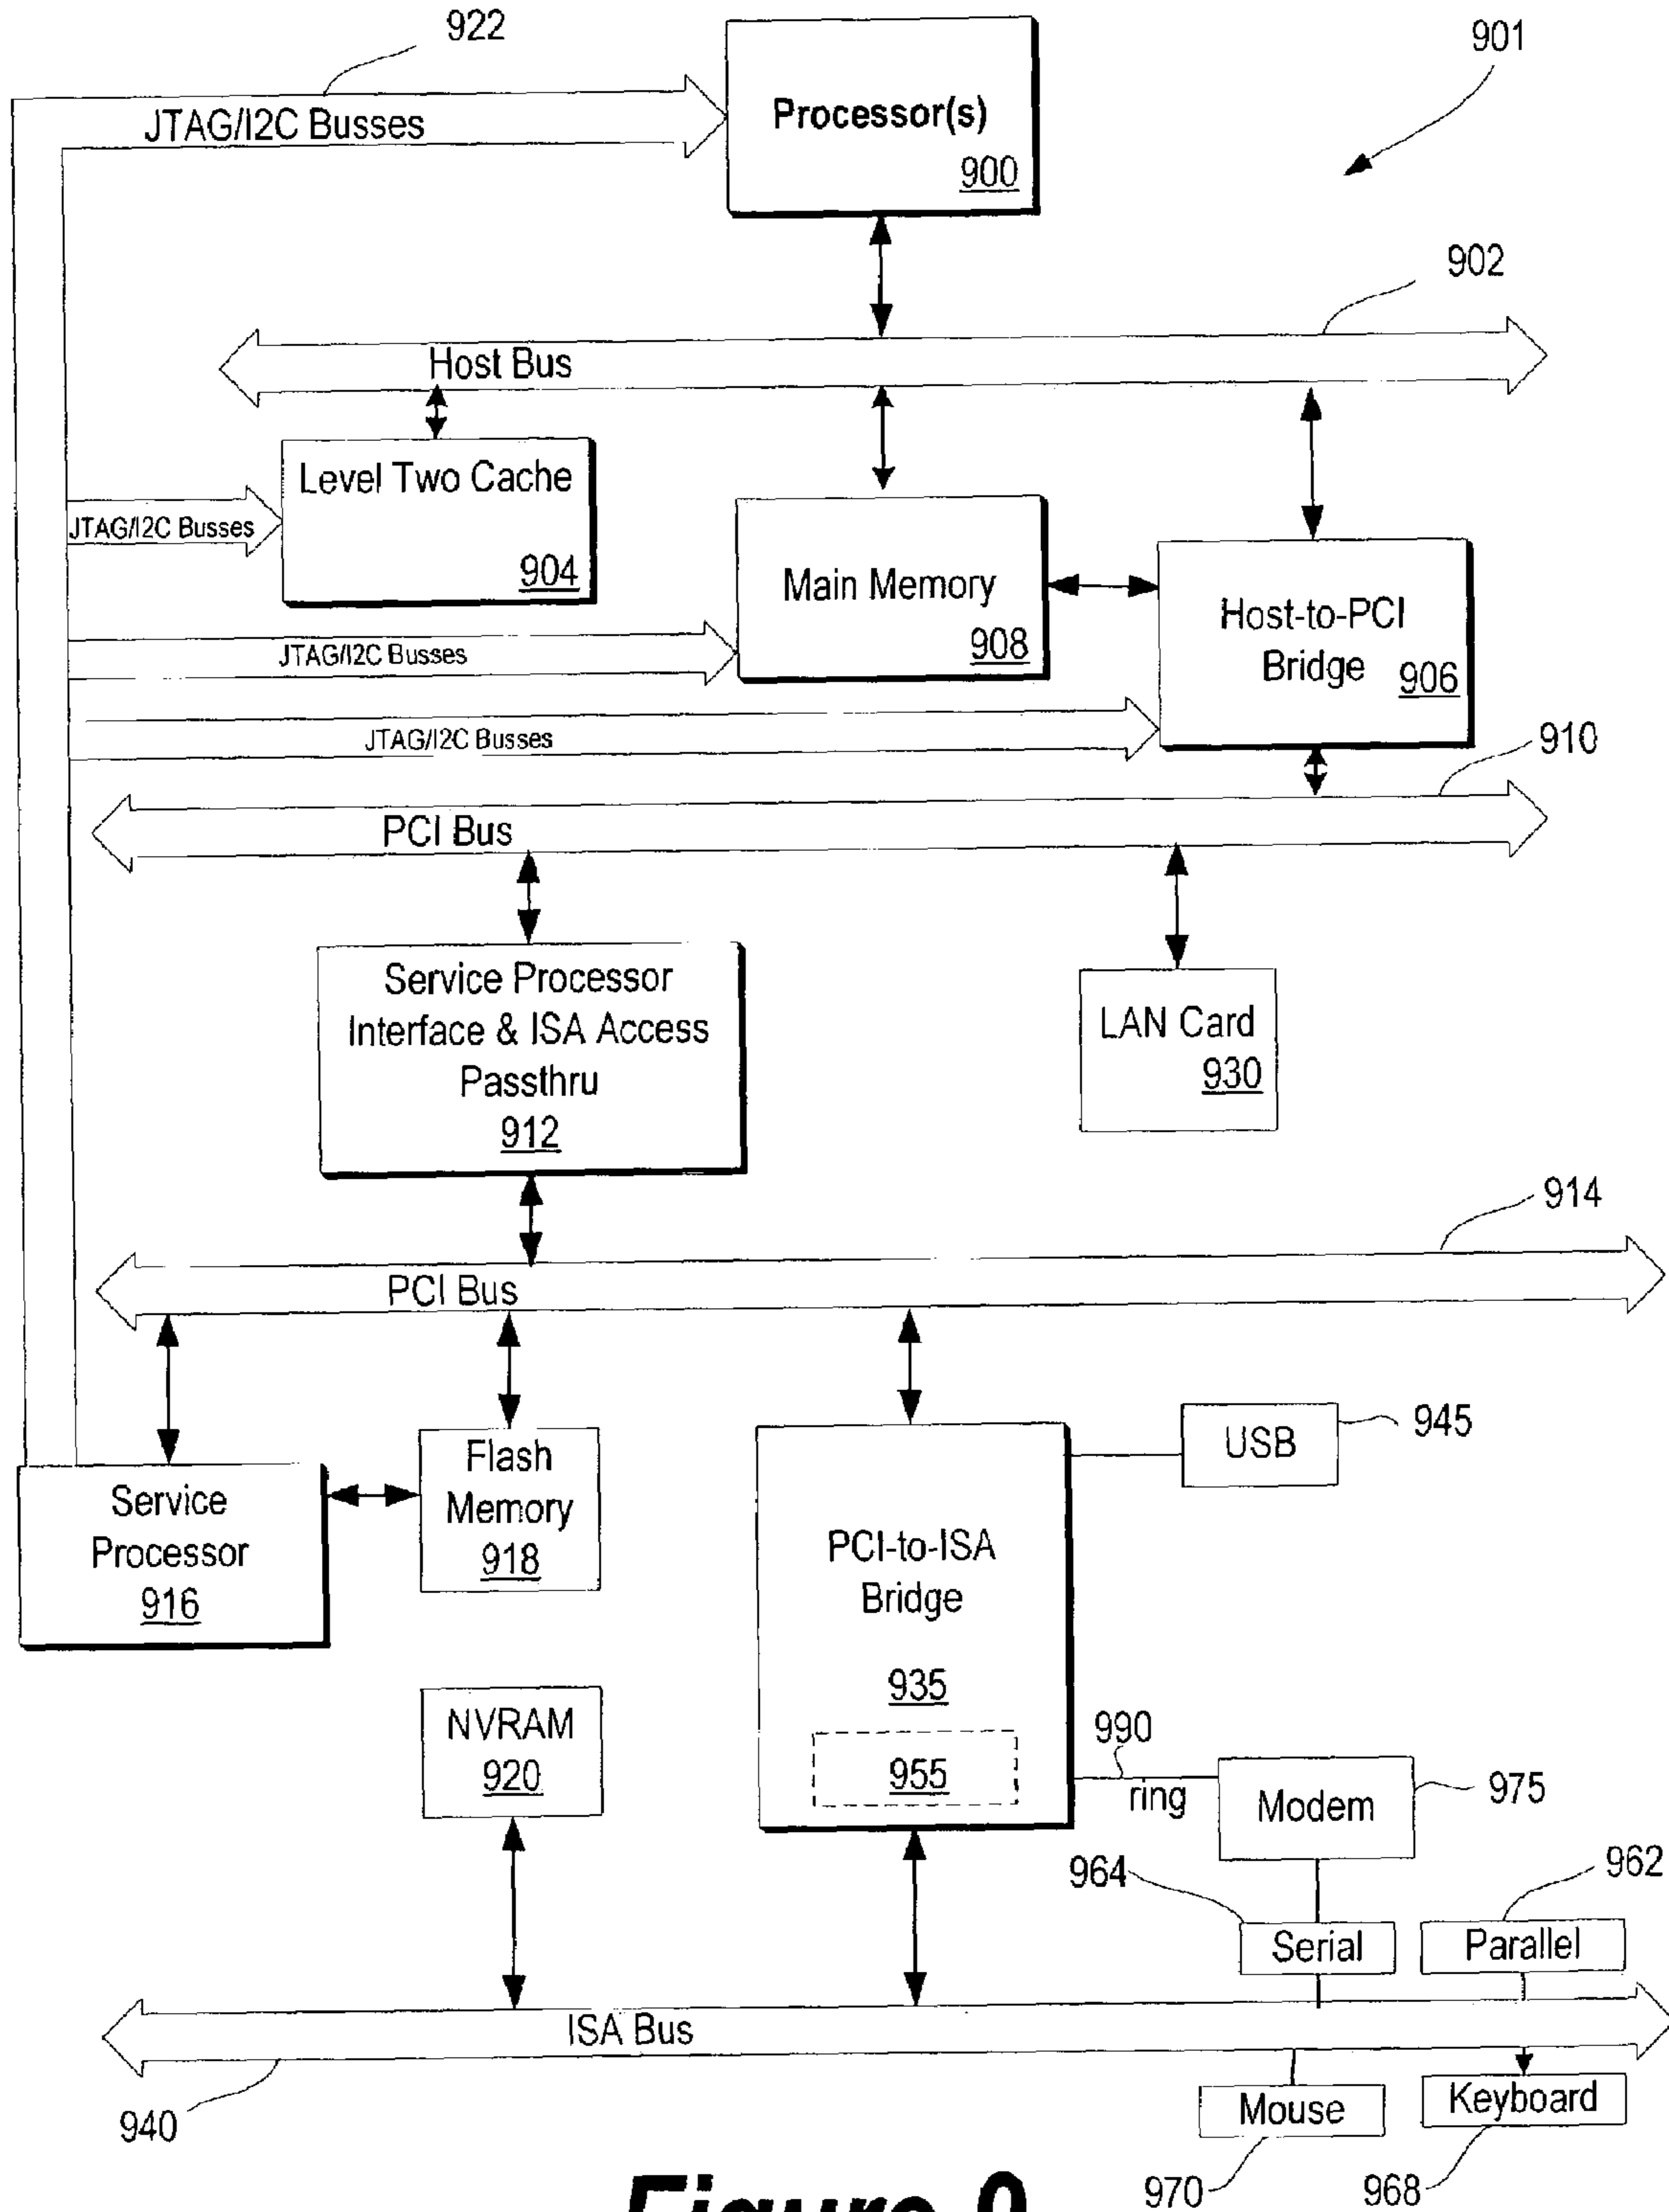 922
901
JTAG/I2C Busses
Processor(s)
900
902
Host Bus
Level Two Cache
904
JTAG/I2C Busses
Main Memory
908
Host-to-PCI
Bridge
906
JTAG/I2C Busses
JTAG/I2C Busses
910
PCI Bus
Service Processor
Interface & ISA Access
Passthru
912
LAN Card
930
914
PCI Bus
Service
Processor
916
Flash
Memory
918
PCI-to-ISA
Bridge
935
955
USB
945
NVRAM
920
990
ring
Modem
975
964
962
Serial
Parallel
ISA Bus
940
Mouse
Keyboard
970
968
Figure 9